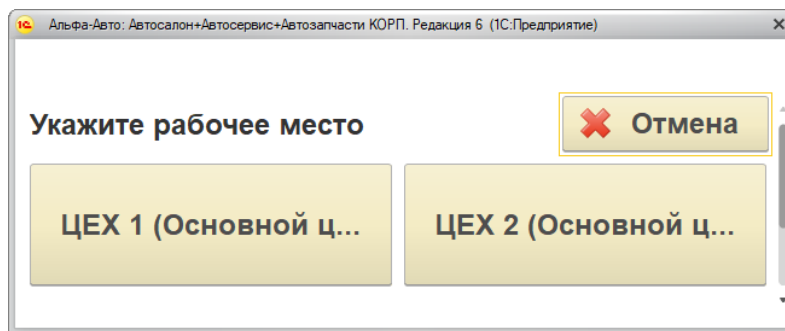 1С Альфа-Авто: Автосалон+Автосервис+Автозапчасти КОРП. Редакция 6 (1С:Предприятие)
Укажите рабочее место
Отмена
ЦЕХ 1 (Основной ц...
ЦЕХ 2 (Основной ц...